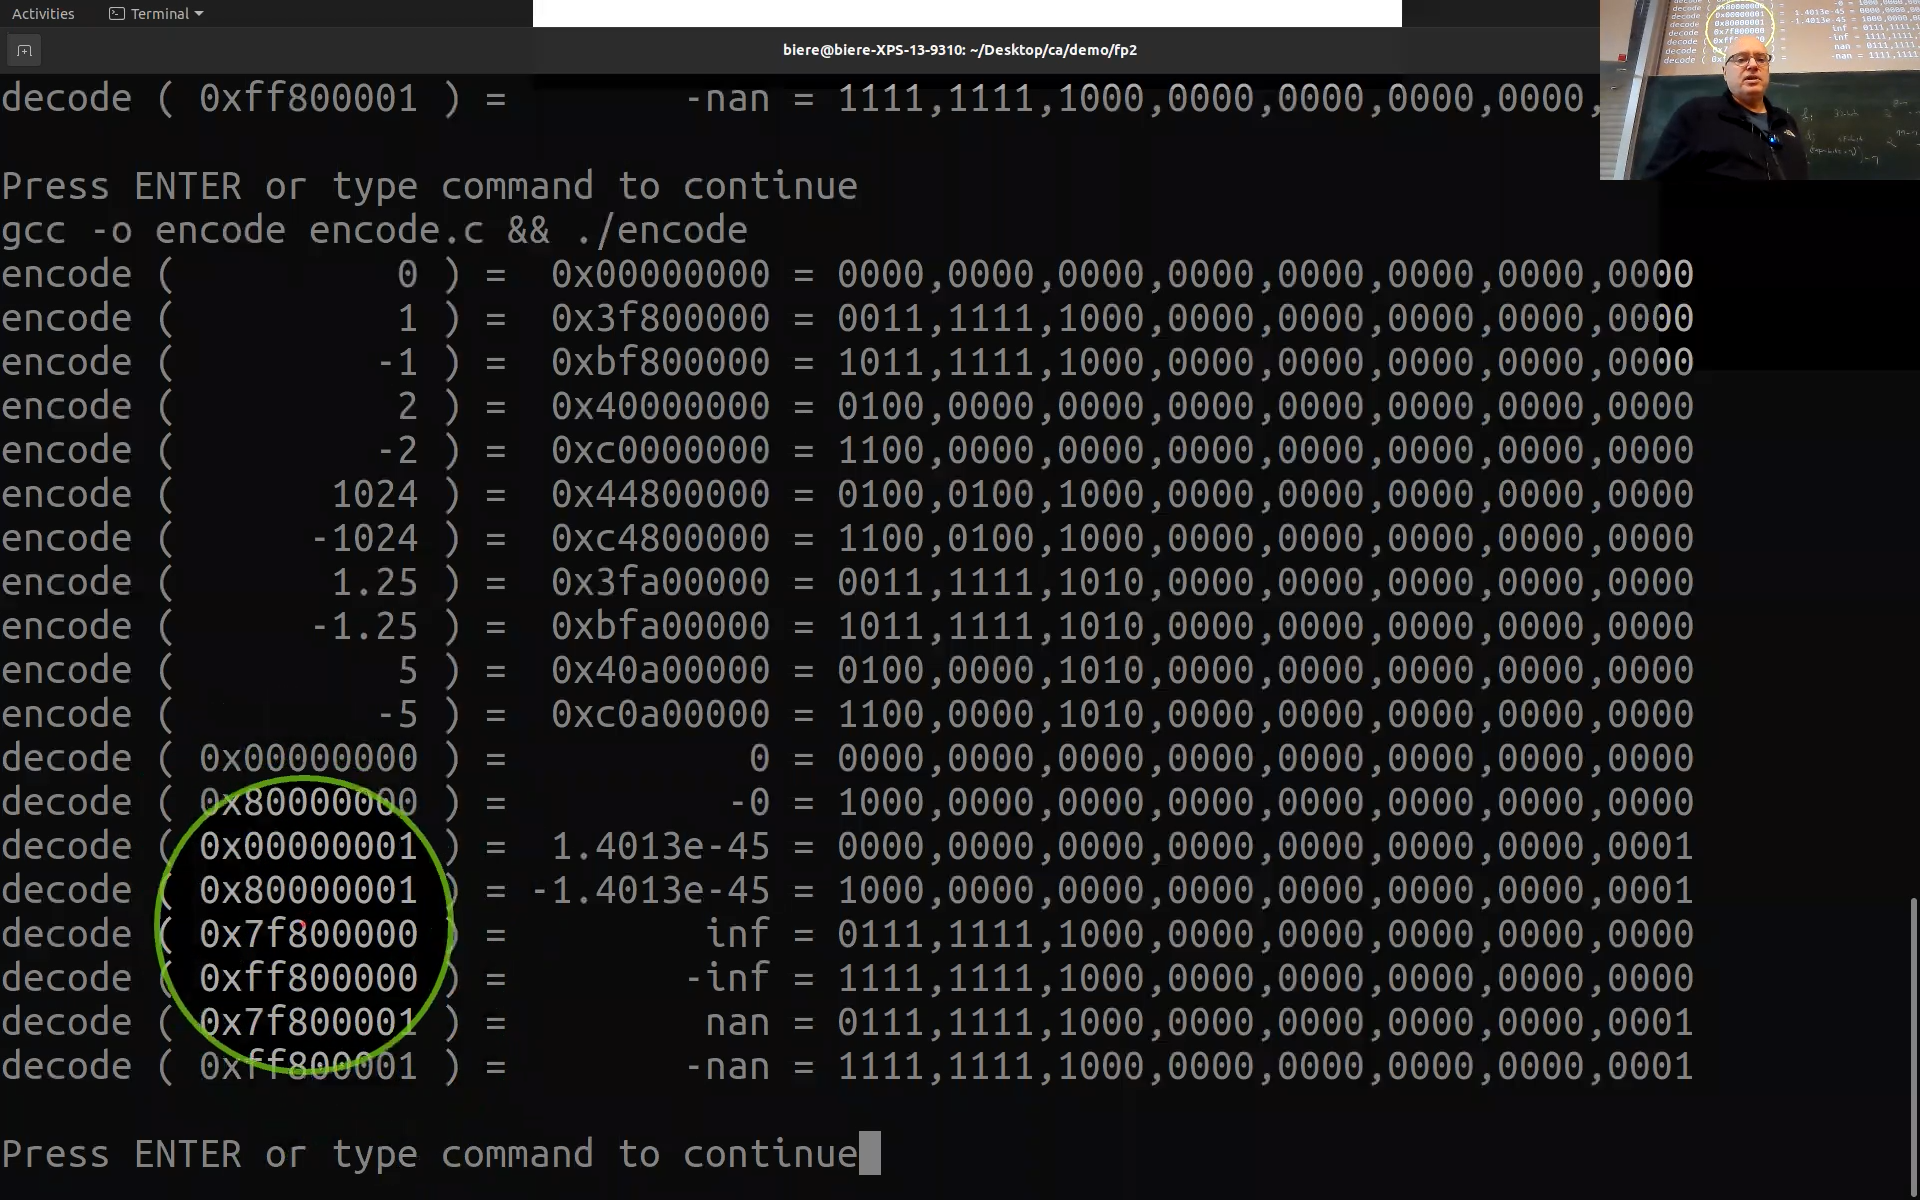 Activities
Terminal
biere@biere-XPS-13-9310: ~/Desktop/ca/demo/fp2
decode ( 0xff800001 ) = -nan = 1111,1111,1000,0000,0000,0000,0000,
Press ENTER or type command to continue
gcc -o encode encode.c && ./encode
encode ( 0 ) = 0x00000000 = 0000,0000,0000,0000,0000,0000,0000,0000
encode ( 1 ) = 0x3f800000 = 0011,1111,1000,0000,0000,0000,0000,0000
encode ( -1 ) = 0xbf800000 = 1011,1111,1000,0000,0000,0000,0000,0000
encode ( 2 ) = 0x40000000 = 0100,0000,0000,0000,0000,0000,0000,0000
encode ( -2 ) = 0xc0000000 = 1100,0000,0000,0000,0000,0000,0000,0000
encode ( 1024 ) = 0x44800000 = 0100,0100,1000,0000,0000,0000,0000,0000
encode ( -1024 ) = 0xc4800000 = 1100,0100,1000,0000,0000,0000,0000,0000
encode ( 1.25 ) = 0x3fa00000 = 0011,1111,1010,0000,0000,0000,0000,0000
encode ( -1.25 ) = 0xbfa00000 = 1011,1111,1010,0000,0000,0000,0000,0000
encode ( 5 ) = 0x40a00000 = 0100,0000,1010,0000,0000,0000,0000,0000
encode ( -5 ) = 0xc0a00000 = 1100,0000,1010,0000,0000,0000,0000,0000
decode ( 0x00000000 ) = 0 = 0000,0000,0000,0000,0000,0000,0000,0000
decode ( 0x80000000 ) = -0 = 1000,0000,0000,0000,0000,0000,0000,0000
decode ( 0x00000001 ) = 1.4013e-45 = 0000,0000,0000,0000,0000,0000,0000,0001
decode ( 0x80000001 ) = -1.4013e-45 = 1000,0000,0000,0000,0000,0000,0000,0001
decode ( 0x7f800000 ) = inf = 0111,1111,1000,0000,0000,0000,0000,0000
decode ( 0xff800000 ) = -inf = 1111,1111,1000,0000,0000,0000,0000,0000
decode ( 0x7f800001 ) = nan = 0111,1111,1000,0000,0000,0000,0000,0001
decode ( 0xff800001 ) = -nan = 1111,1111,1000,0000,0000,0000,0000,0001
Press ENTER or type command to continue